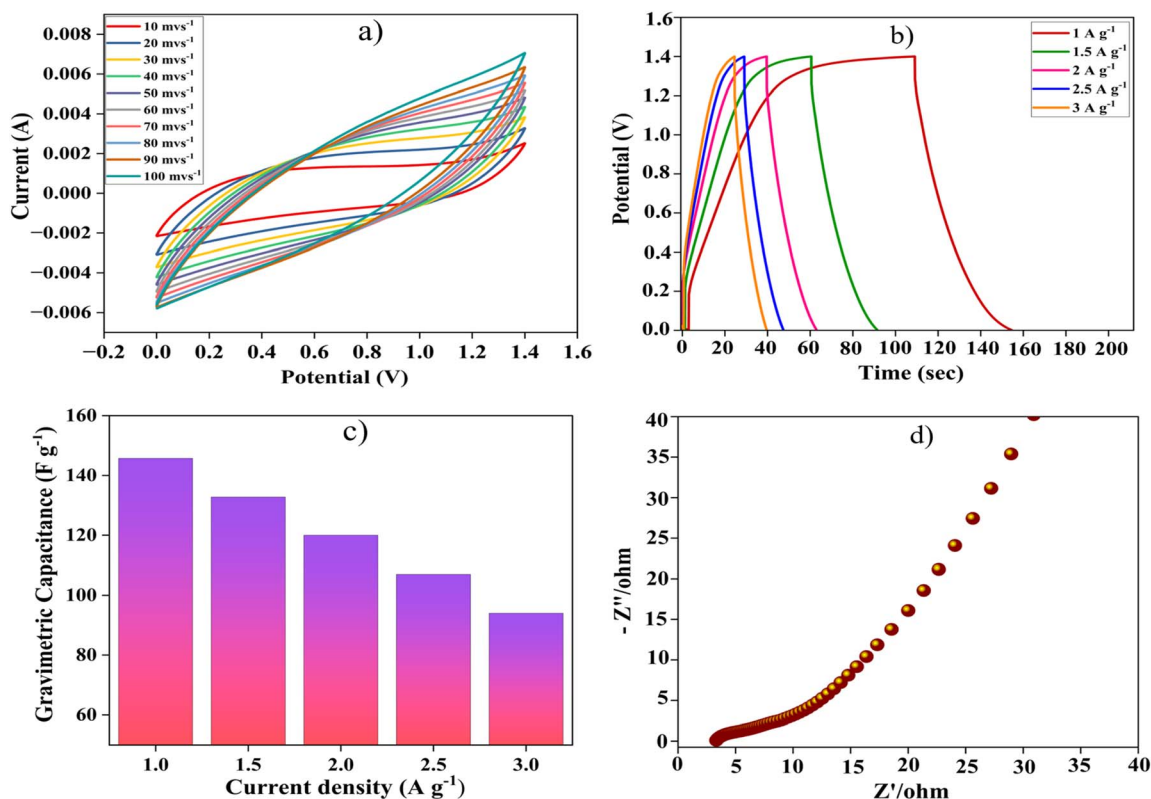 a)
10 mvs⁻¹
20 mvs⁻¹
30 mvs⁻¹
40 mvs⁻¹
50 mvs⁻¹
60 mvs⁻¹
70 mvs⁻¹
80 mvs⁻¹
90 mvs⁻¹
100 mvs⁻¹
Current (A)
0.008
0.006
0.004
0.002
0.000
−0.002
−0.004
−0.006
−0.2 0.0 0.2 0.4 0.6 0.8 1.0 1.2 1.4 1.6
Potential (V)
b)
1 A g⁻¹
1.5 A g⁻¹
2 A g⁻¹
2.5 A g⁻¹
3 A g⁻¹
Potential (V)
1.6
1.4
1.2
1.0
0.8
0.6
0.4
0.2
0.0
0 20 40 60 80 100 120 140 160 180 200
Time (sec)
c)
Gravimetric Capacitance (F g⁻¹)
160
140
120
100
80
60
1.0 1.5 2.0 2.5 3.0
Current density (A g⁻¹)
d)
- Z''/ohm
40
35
30
25
20
15
10
5
0
5 10 15 20 25 30 35 40
Z'/ohm